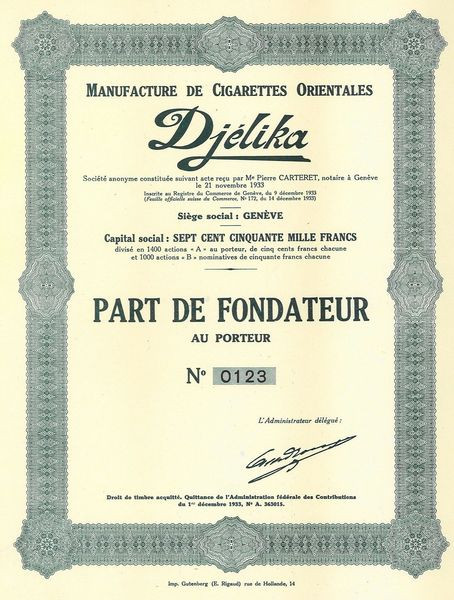 MANUFACTURE DE CIGARETTES ORIENTALES
Djélika
Société anonyme constituée suivant acte reçu par Me Pierre CARTERET, notaire à Genève
le 21 novembre 1933
Inscrite au Registre du Commerce de Genève, du 9 décembre 1933
(Feuille officielle suisse du Commerce, No 172, du 14 décembre 1933)
Siège social : GENÈVE
Capital social : SEPT CENT CINQUANTE MILLE FRANCS
divisé en 1400 actions « A » au porteur, de cinq cents francs chacune
et 1000 actions « B » nominatives de cinquante francs chacune
PART DE FONDATEUR
AU PORTEUR
No 0123
L'Administrateur délégué :
Droit de timbre acquitté. Quittance de l'Administration fédérale des Contributions
du 1er décembre 1933, No A. 363015.
Imp. Gutenberg (E. Rigaud) rue de Hollande, 14